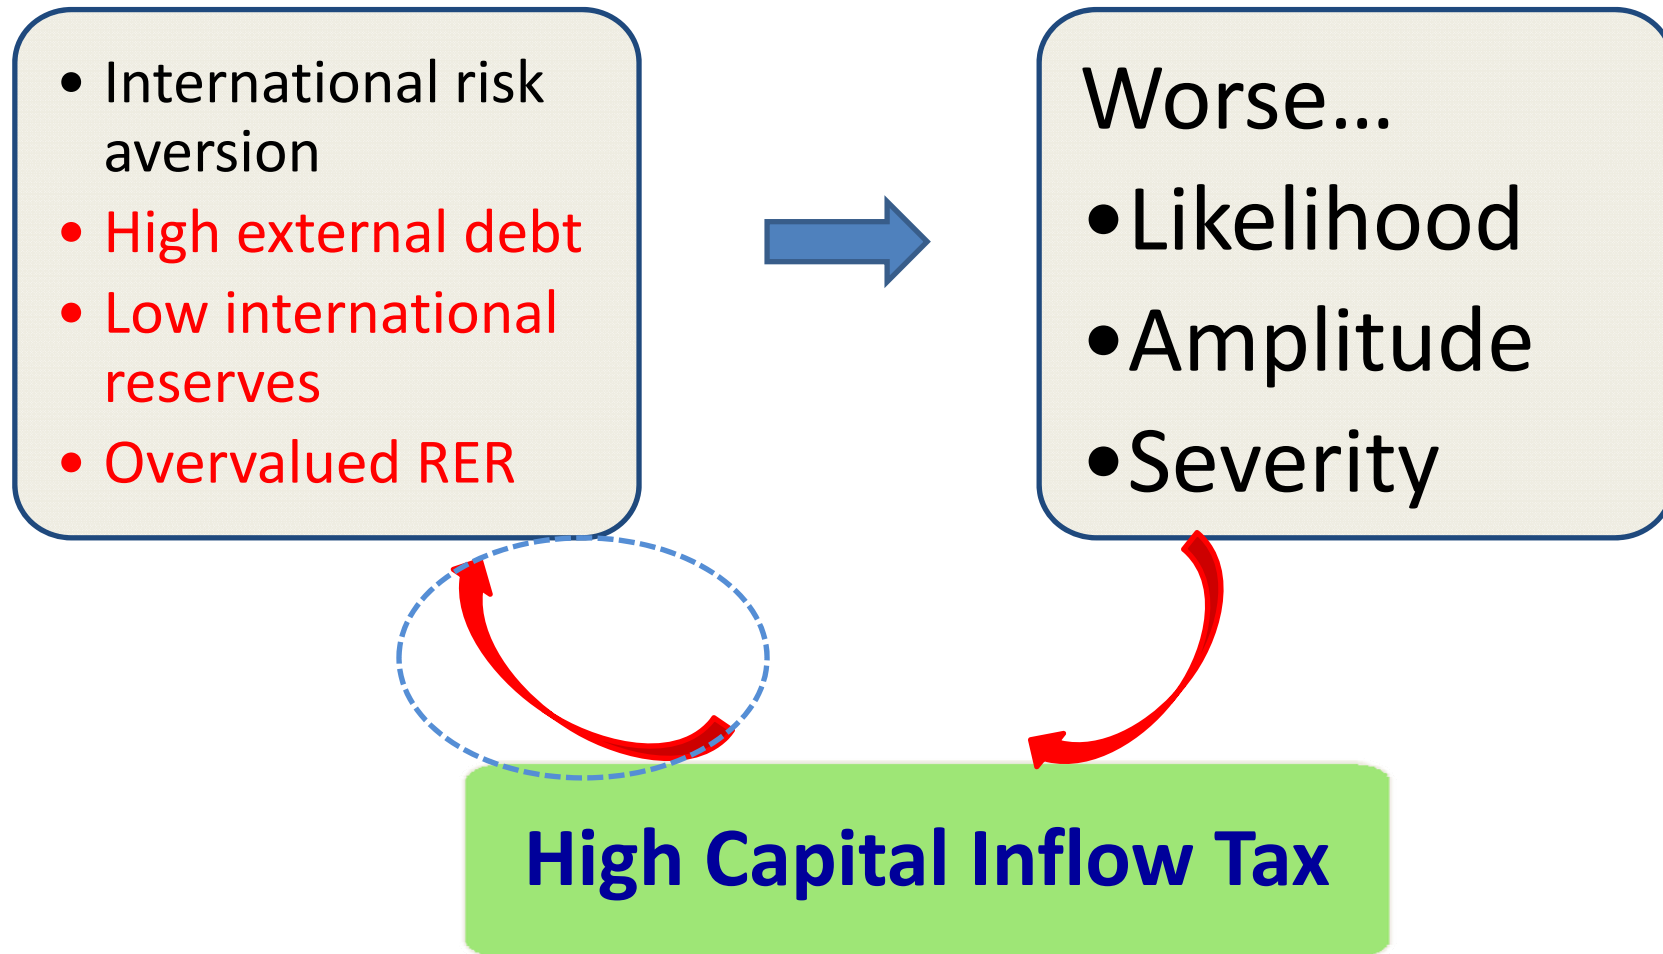 • International risk
aversion
• High external debt
• Low international
reserves
• Overvalued RER
Worse...
•Likelihood
•Amplitude
•Severity
High Capital Inflow Tax